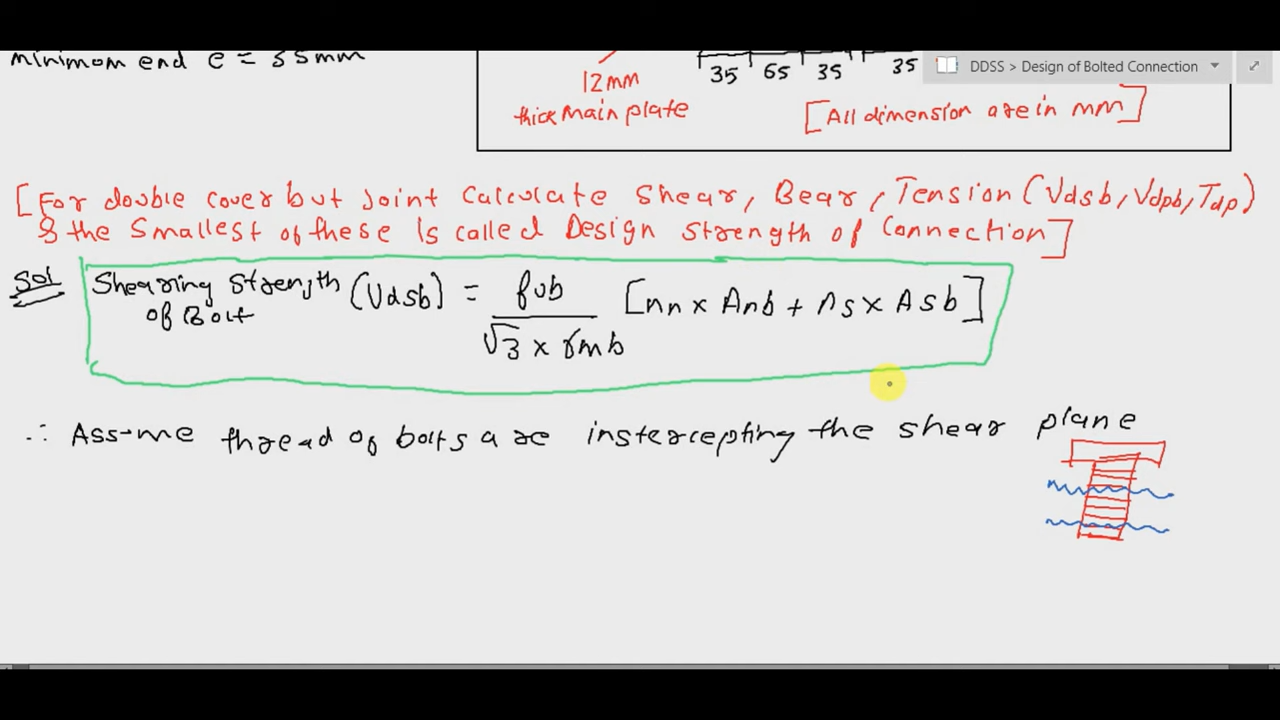 minimum end e = 35mm
35 65 35 35
DDSS > Design of Bolted Connection
12mm
thick main plate
[All dimension are in mm]
[For double cover but Joint Calculate Shear, Bear, Tension (Vdsb, Vdpb, Tdp)
& the Smallest of these is called Design Strength of Connection]
Sol
Shearing Strength (Vdsb) = fub [nn x Anb + ns x Asb]
of Bolt
√3 x γmb
∴ Assume thread of bolts are instercepting the shear plane